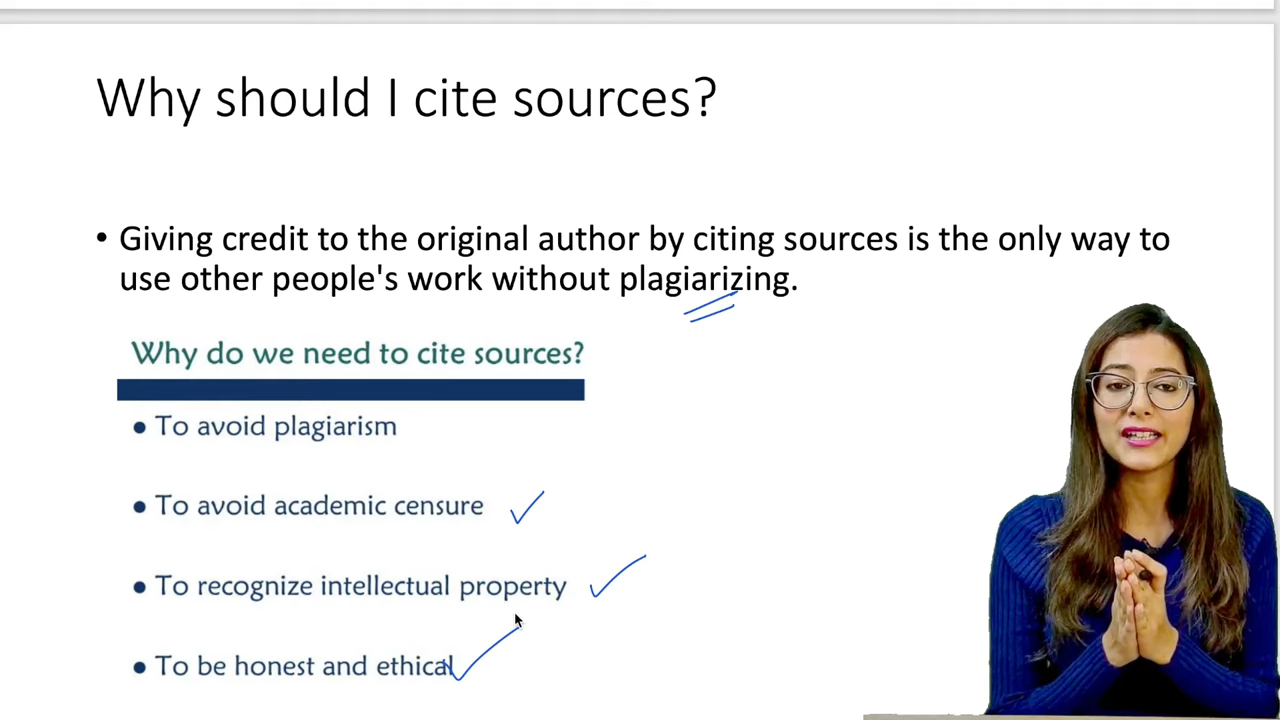 Why should I cite sources?
• Giving credit to the original author by citing sources is the only way to
use other people's work without plagiarizing.
Why do we need to cite sources?
• To avoid plagiarism
• To avoid academic censure
• To recognize intellectual property
• To be honest and ethical